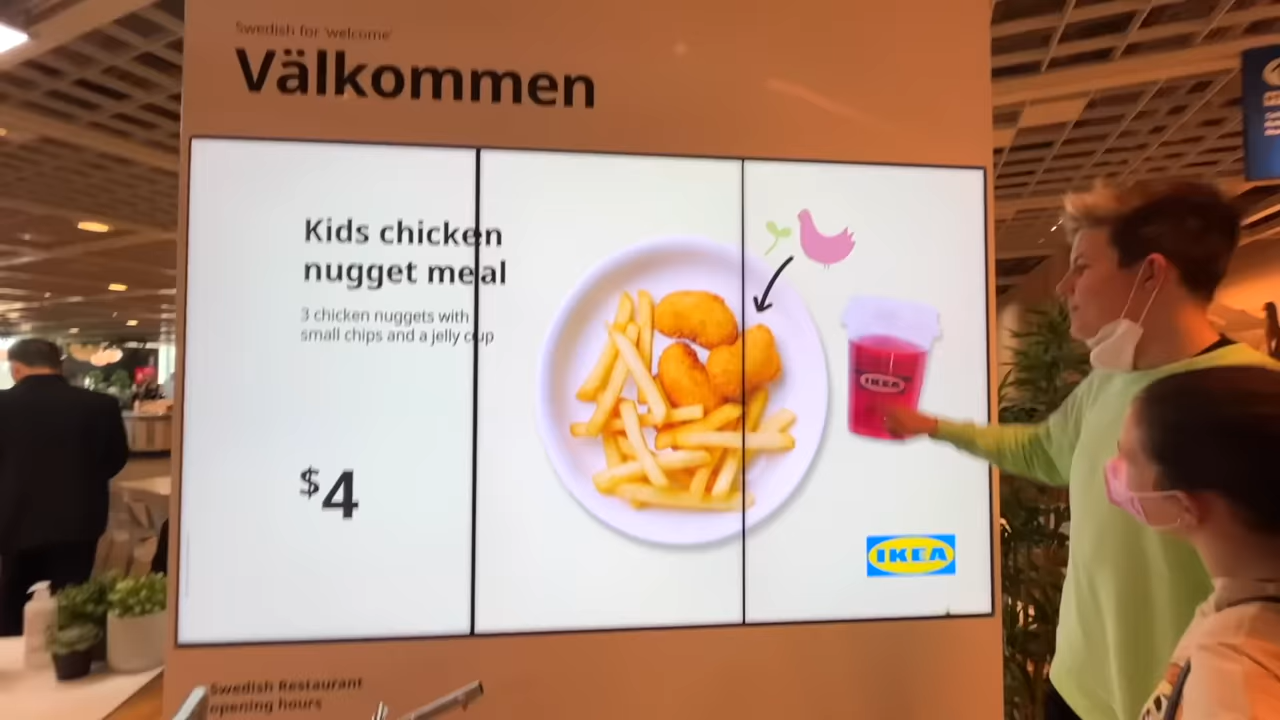 Swedish for 'welcome'
Välkommen
Kids chicken
nugget meal
3 chicken nuggets with
small chips and a jelly cup
$4
IKEA
IKEA
Swedish Restaurant
opening hours